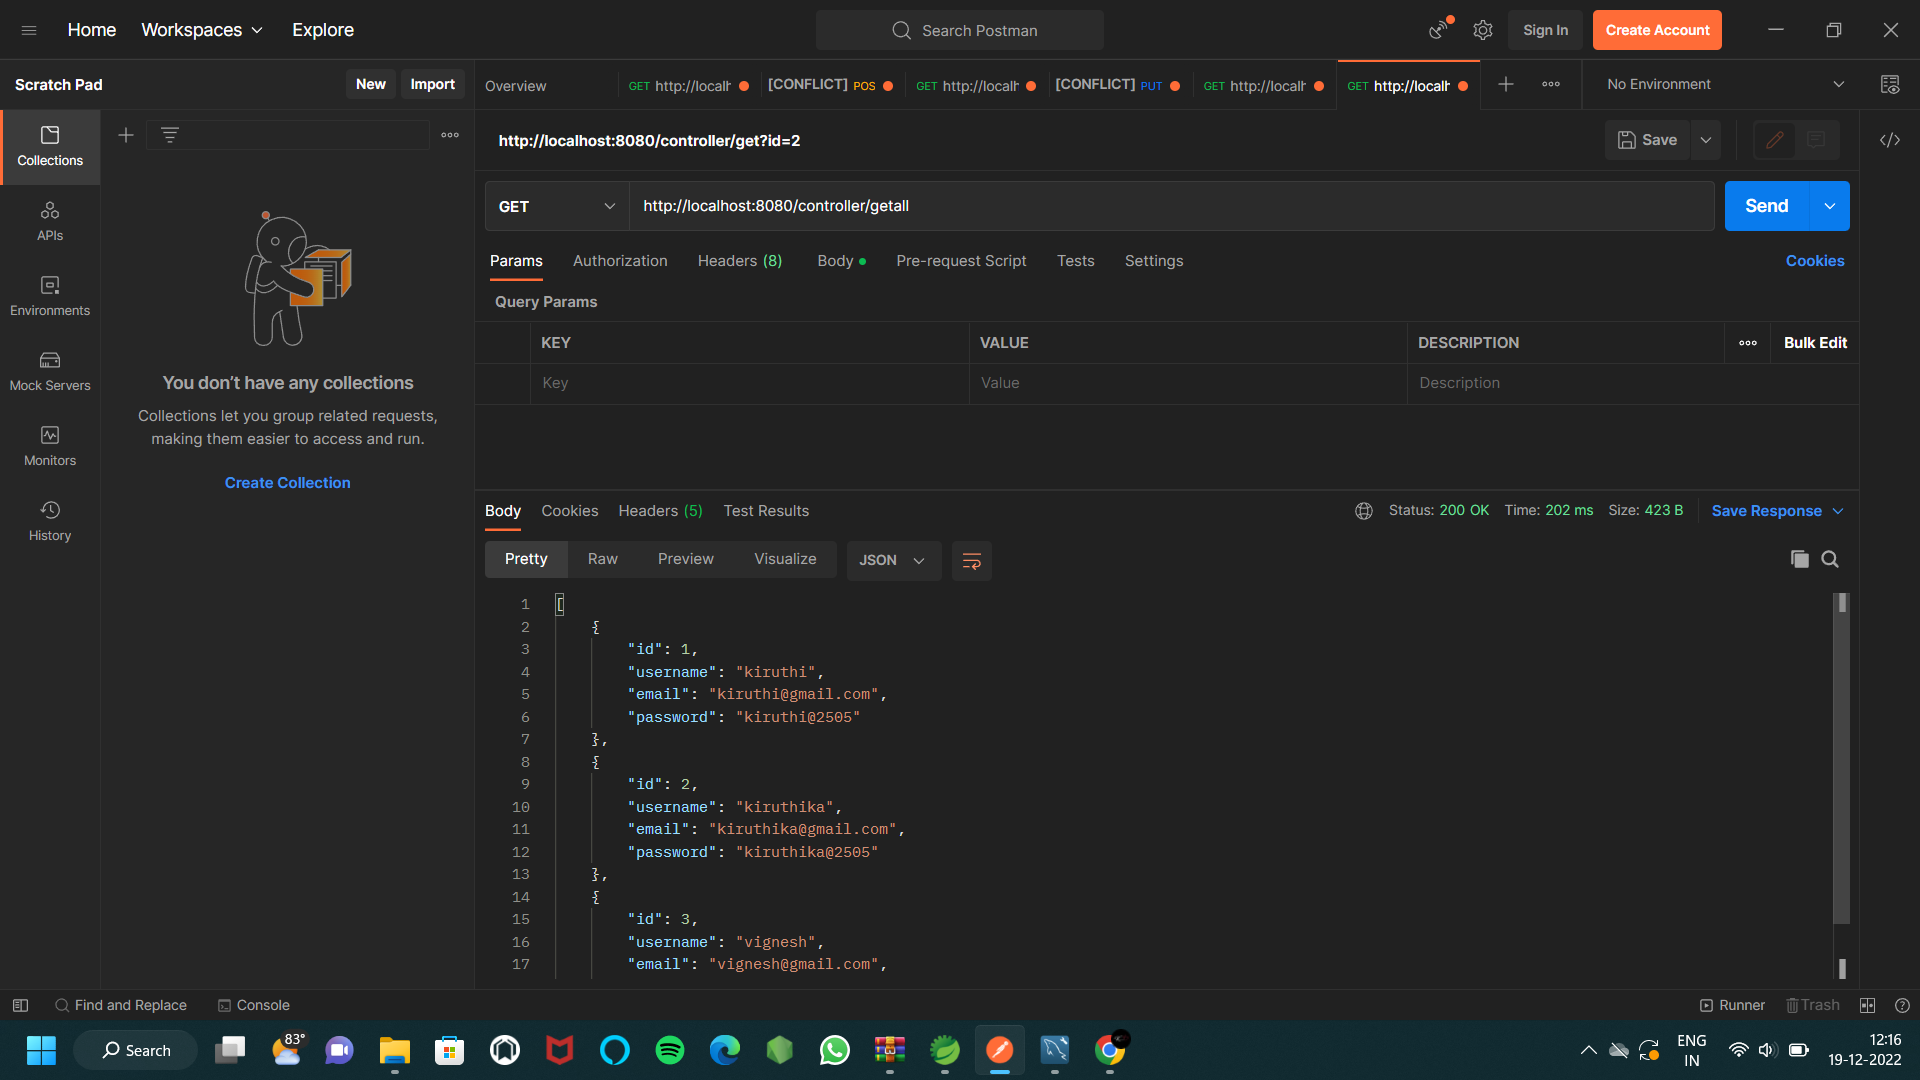 Home Workspaces Explore Search Postman Sign In Create Account
Scratch Pad New Import Overview GET http://localh [CONFLICT] POS GET http://localh [CONFLICT] PUT GET http://localh GET http://localh No Environment
Collections
APIs
Environments
Mock Servers
Monitors
History
You don't have any collections
Collections let you group related requests,
making them easier to access and run.
Create Collection
http://localhost:8080/controller/get?id=2 Save
GET http://localhost:8080/controller/getall Send
Params Authorization Headers (8) Body Pre-request Script Tests Settings Cookies
Query Params
KEY VALUE DESCRIPTION Bulk Edit
Key Value Description
Body Cookies Headers (5) Test Results Status: 200 OK Time: 202 ms Size: 423 B Save Response
Pretty Raw Preview Visualize JSON
1 [
2 {
3 "id": 1,
4 "username": "kiruthi",
5 "email": "kiruthi@gmail.com",
6 "password": "kiruthi@2505"
7 },
8 {
9 "id": 2,
10 "username": "kiruthika",
11 "email": "kiruthika@gmail.com",
12 "password": "kiruthika@2505"
13 },
14 {
15 "id": 3,
16 "username": "vignesh",
17 "email": "vignesh@gmail.com",
Find and Replace Console Runner Trash
Search 83° ENG 12:16
IN 19-12-2022